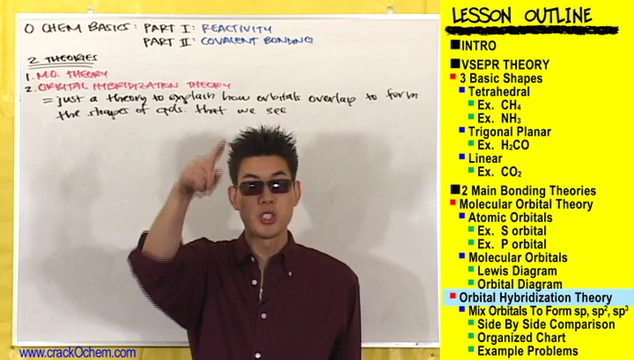 O CHEM BASICS: PART I: REACTIVITY
PART II: COVALENT BONDING
2 THEORIES
1. M.O. THEORY
2. ORBITAL HYBRIDIZATION THEORY
= just a theory to explain how orbitals overlap to form
the shapes of cpds. that we see
www.crackOchem.com
LESSON OUTLINE
INTRO
VSEPR THEORY
3 Basic Shapes
Tetrahedral
Ex. CH₄
Ex. NH₃
Trigonal Planar
Ex. H₂CO
Linear
Ex. CO₂
2 Main Bonding Theories
Molecular Orbital Theory
Atomic Orbitals
Ex. S orbital
Ex. P orbital
Molecular Orbitals
Lewis Diagram
Orbital Diagram
Orbital Hybridization Theory
Mix Orbitals To Form sp, sp², sp³
Side By Side Comparison
Organized Chart
Example Problems